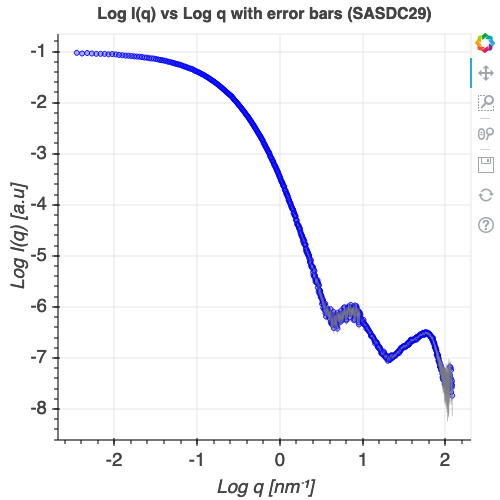 Log I(q) vs Log q with error bars (SASDC29)
-1
-2
-3
-4
-5
-6
-7
-8
Log I(q) [a.u]
-2 -1 0 1 2
Log q [nm⁻¹]